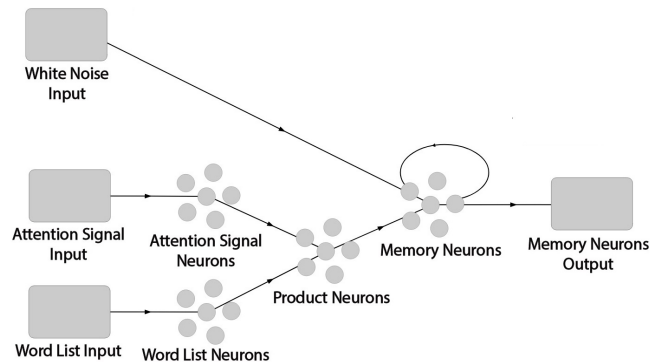 White Noise
Input
Attention Signal
Input
Attention Signal
Neurons
Memory Neurons
Memory Neurons
Output
Product Neurons
Word List Input
Word List Neurons